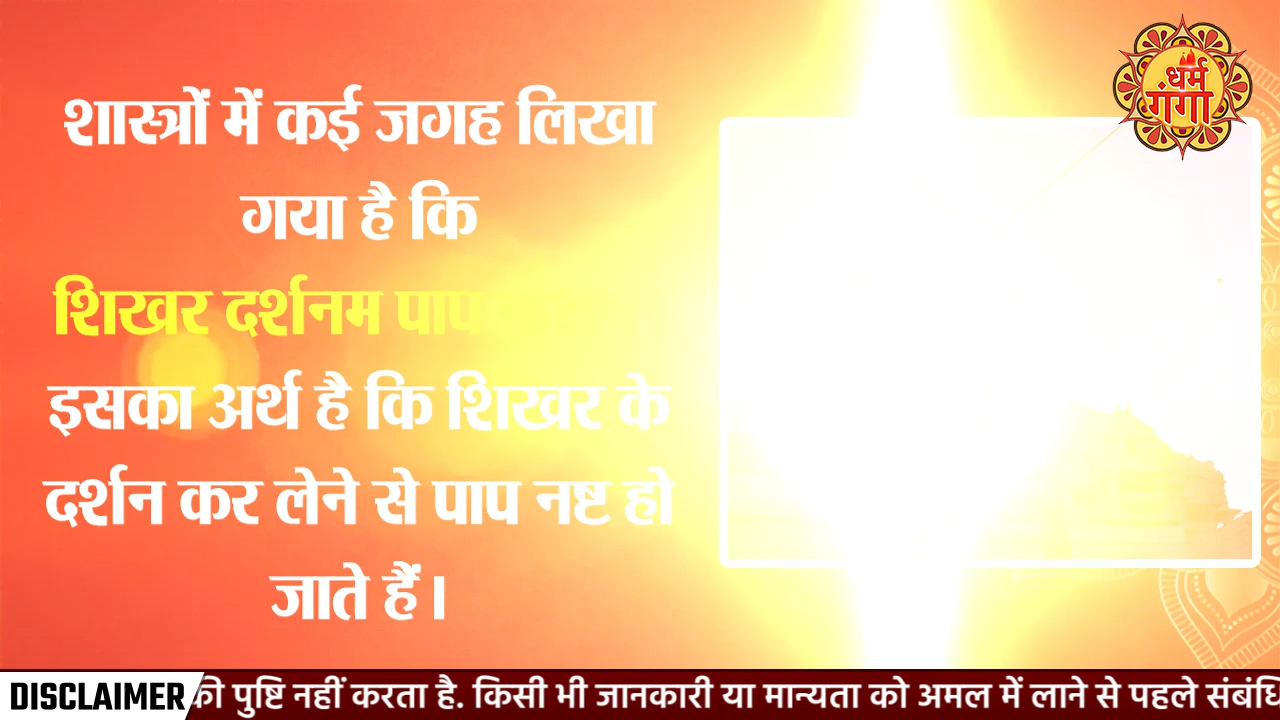 धर्म
गंगा
शास्त्रों में कई जगह लिखा
गया है कि
शिखर दर्शनम पाप
इसका अर्थ है कि शिखर के
दर्शन कर लेने से पाप नष्ट हो
जाते हैं।
DISCLAIMER की पुष्टि नहीं करता है. किसी भी जानकारी या मान्यता को अमल में लाने से पहले संबंधि